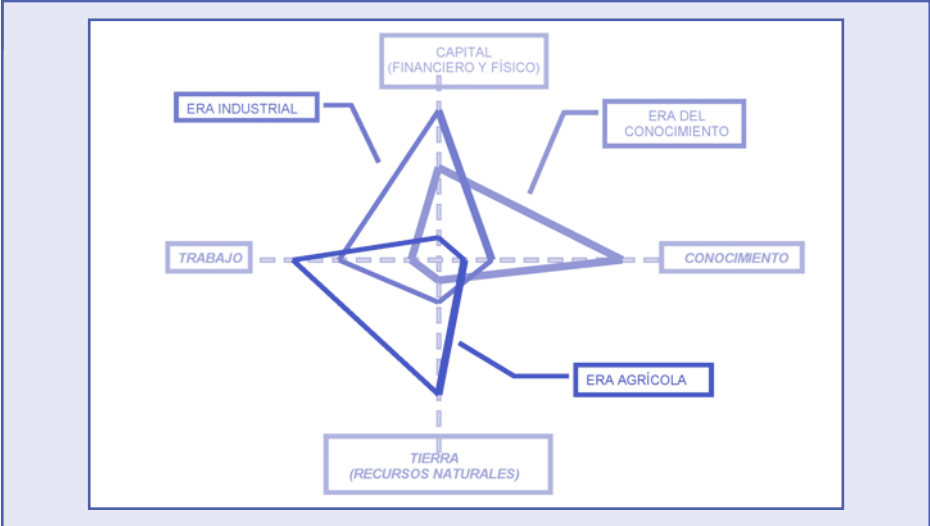 CAPITAL
(FINANCIERO Y FÍSICO)
ERA INDUSTRIAL
ERA DEL
CONOCIMIENTO
TRABAJO
CONOCIMIENTO
ERA AGRÍCOLA
TIERRA
(RECURSOS NATURALES)